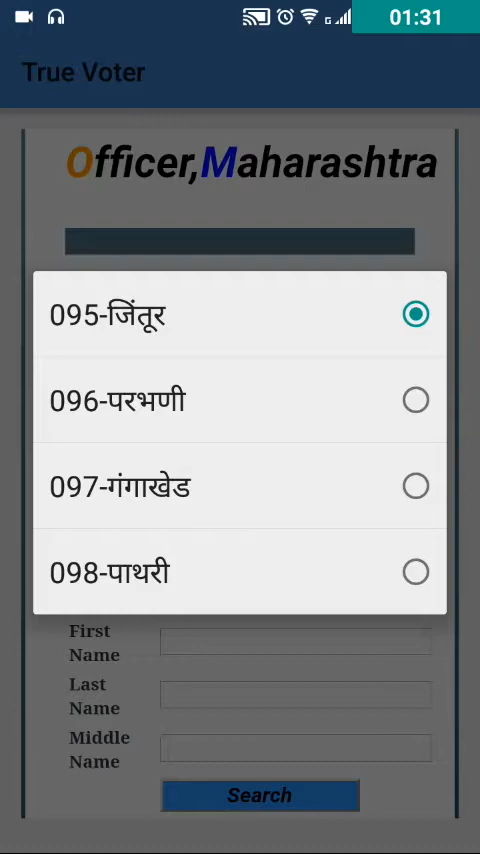 01:31
True Voter
Officer,Maharashtra
095-जिंतूर
096-परभणी
097-गंगाखेड
098-पाथरी
First
Name
Last
Name
Middle
Name
Search